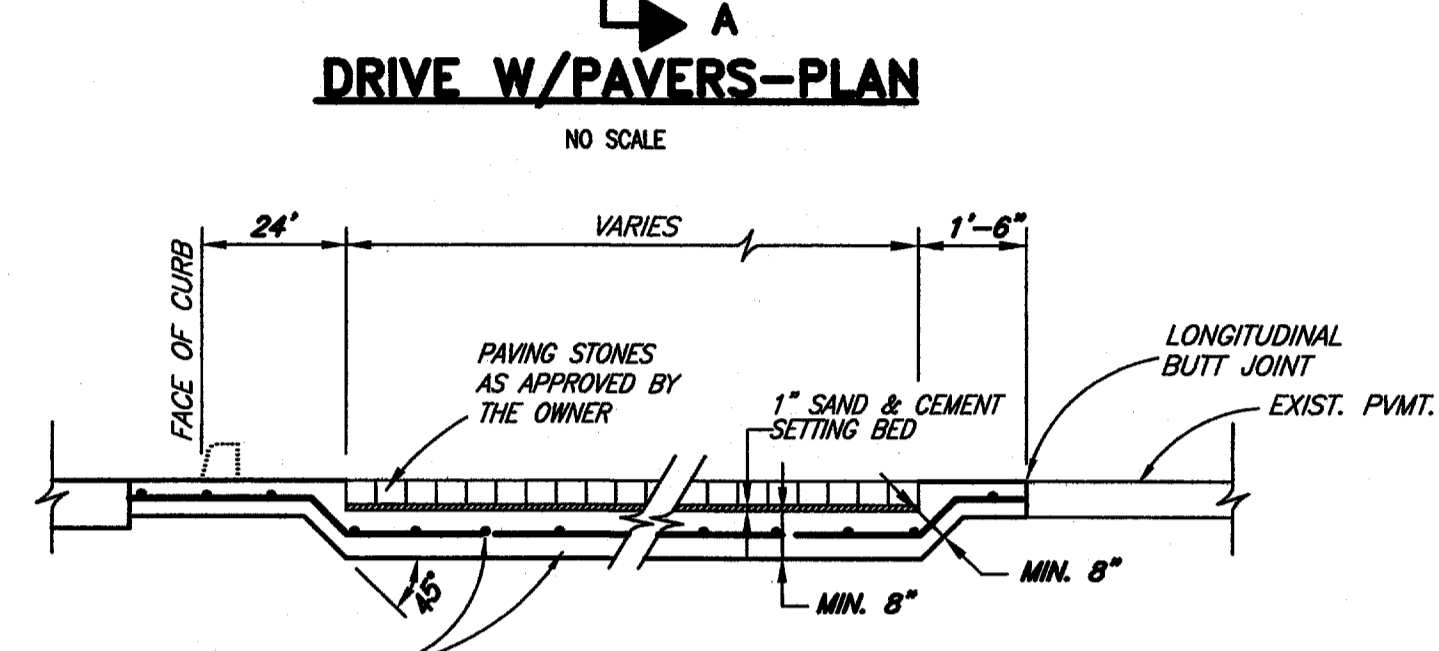 A
DRIVE W/PAVERS-PLAN
NO SCALE
24'
VARIES
1'-6"
FACE OF CURB
PAVING STONES
AS APPROVED BY
THE OWNER
1" SAND & CEMENT
SETTING BED
LONGITUDINAL
BUTT JOINT
EXIST. PVMT.
45°
MIN. 8"
MIN. 8"